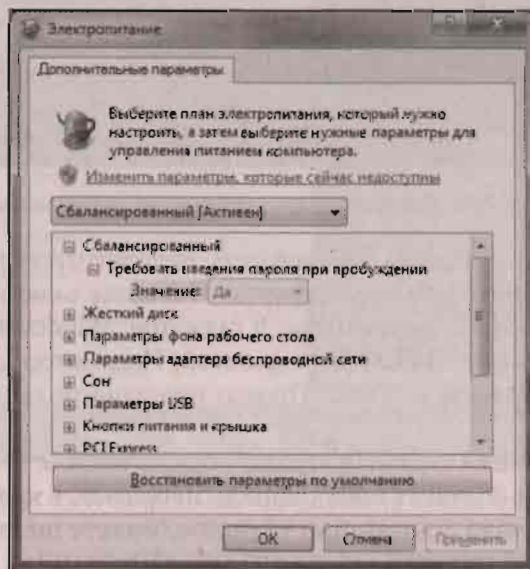 Электропитание
Дополнительные параметры
Выберите план электропитания, который нужно
настроить, а затем выберите нужные параметры для
управления питанием компьютера.
Изменить параметры, которые сейчас недоступны
Сбалансированный [Активен]
Сбалансированный
Требовать введения пароля при пробуждении
Значение: Да
Жесткий диск
Параметры фона рабочего стола
Параметры адаптера беспроводной сети
Сон
Параметры USB
Кнопки питания и крышка
PCI Express
Восстановить параметры по умолчанию
OK
Отмена
Применить